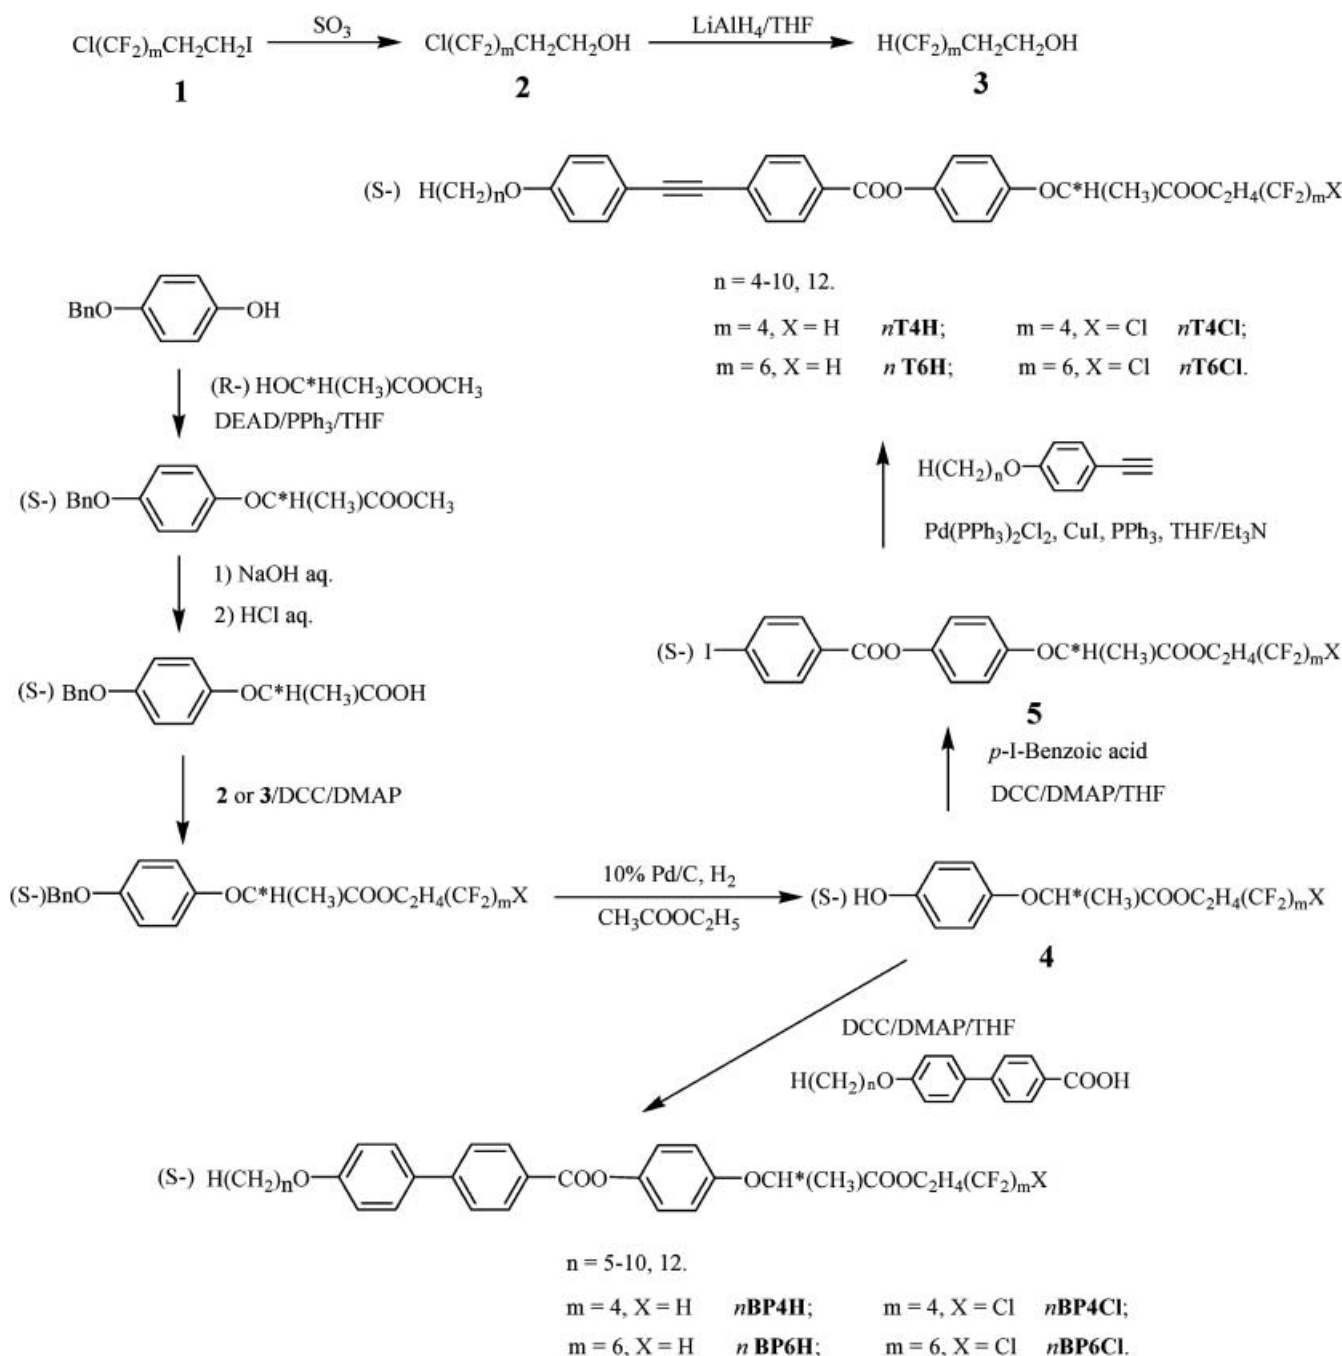 Cl(CF2)mCH2CH2I SO3 Cl(CF2)mCH2CH2OH LiAlH4/THF H(CF2)mCH2CH2OH
1 2 3
(S-) H(CH2)nO COO OC*H(CH3)COOC2H4(CF2)mX
n = 4-10, 12.
m = 4, X = H nT4H; m = 4, X = Cl nT4Cl;
m = 6, X = H n T6H; m = 6, X = Cl nT6Cl.
BnO OH
(R-) HOC*H(CH3)COOCH3
DEAD/PPh3/THF
(S-) BnO OC*H(CH3)COOCH3
1) NaOH aq.
2) HCl aq.
(S-) BnO OC*H(CH3)COOH
2 or 3/DCC/DMAP
(S-)BnO OC*H(CH3)COOC2H4(CF2)mX
10% Pd/C, H2
CH3COOC2H5
(S-) HO OCH*(CH3)COOC2H4(CF2)mX
4
p-I-Benzoic acid
DCC/DMAP/THF
(S-) I COO OC*H(CH3)COOC2H4(CF2)mX
5
H(CH2)nO
Pd(PPh3)2Cl2, CuI, PPh3, THF/Et3N
DCC/DMAP/THF
H(CH2)nO COOH
(S-) H(CH2)nO COO OCH*(CH3)COOC2H4(CF2)mX
n = 5-10, 12.
m = 4, X = H nBP4H; m = 4, X = Cl nBP4Cl;
m = 6, X = H n BP6H; m = 6, X = Cl nBP6Cl.